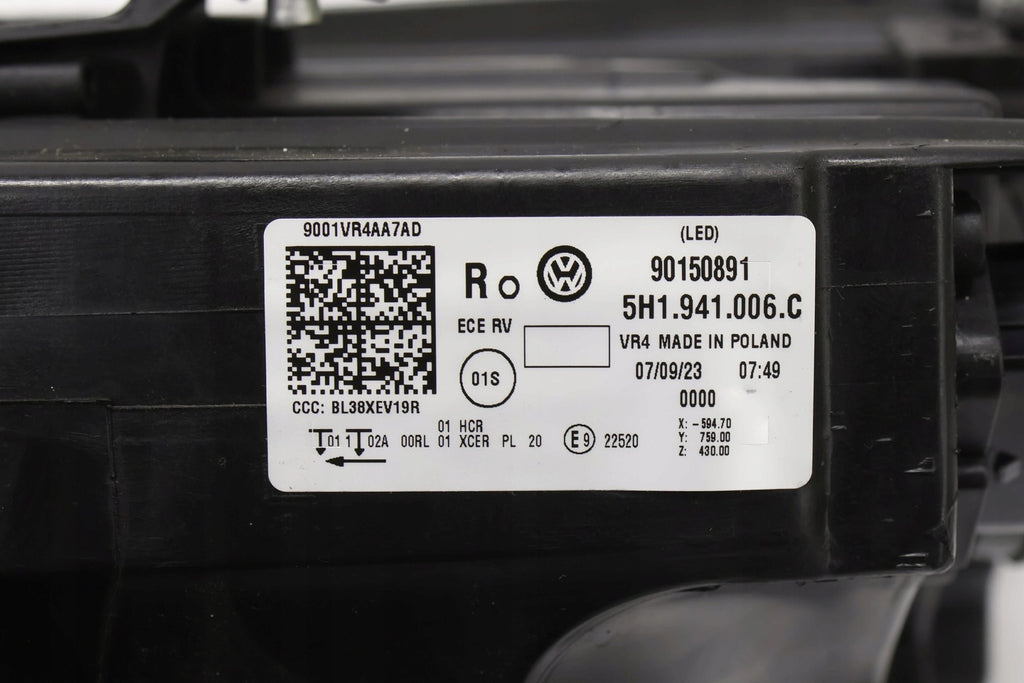 9001VR4AA7AD
(LED)
R
90150891
5H1.941.006.C
ECE RV
VR4 MADE IN POLAND
01S
07/09/23 07:49
0000
CCC: BL38XEV19R
01 HCR
01 1 02A 00RL 01 XCER PL 20 E9 22520
X: -594.70
Y: 759.00
Z: 430.00